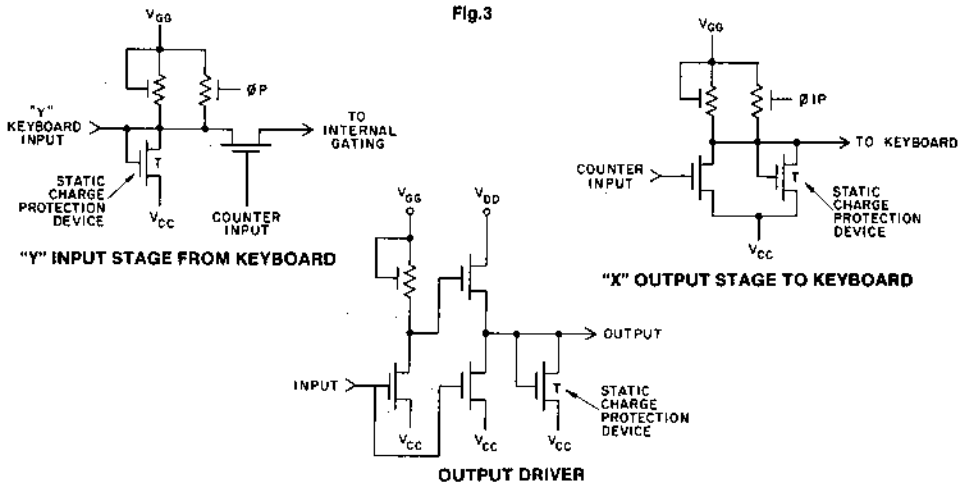 Fig.3
VGG
ØP
"Y"
KEYBOARD
INPUT
TO
INTERNAL
GATING
T
STATIC
CHARGE
PROTECTION
DEVICE
VCC
COUNTER
INPUT
"Y" INPUT STAGE FROM KEYBOARD
VGG
Ø1P
TO KEYBOARD
COUNTER
INPUT
T
STATIC
CHARGE
PROTECTION
DEVICE
VCC
"X" OUTPUT STAGE TO KEYBOARD
VGG
VDD
OUTPUT
INPUT
T
STATIC
CHARGE
PROTECTION
DEVICE
VCC
VCC
VCC
OUTPUT DRIVER